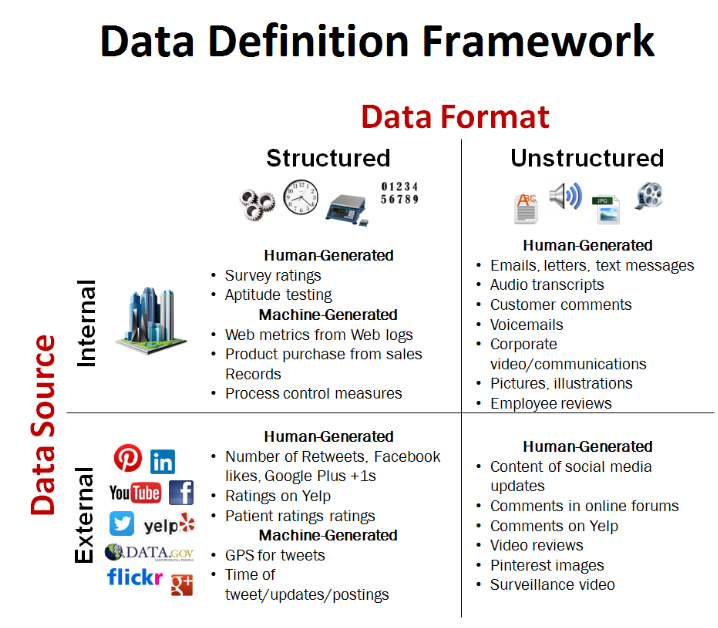 Data Definition Framework
Data Format
Structured
Unstructured
01234
56789
ABC
JPG
Data Source
Internal
Human-Generated
• Survey ratings
• Aptitude testing
Machine-Generated
• Web metrics from Web logs
• Product purchase from sales
Records
• Process control measures
Human-Generated
• Emails, letters, text messages
• Audio transcripts
• Customer comments
• Voicemails
• Corporate
video/communications
• Pictures, illustrations
• Employee reviews
External
in
YouTube
f
yelp
DATA.GOV
EMPOWERING PEOPLE
flickr
g+
Human-Generated
• Number of Retweets, Facebook
likes, Google Plus +1s
• Ratings on Yelp
• Patient ratings ratings
Machine-Generated
• GPS for tweets
• Time of
tweet/updates/postings
Human-Generated
• Content of social media
updates
• Comments in online forums
• Comments on Yelp
• Video reviews
• Pinterest images
• Surveillance video